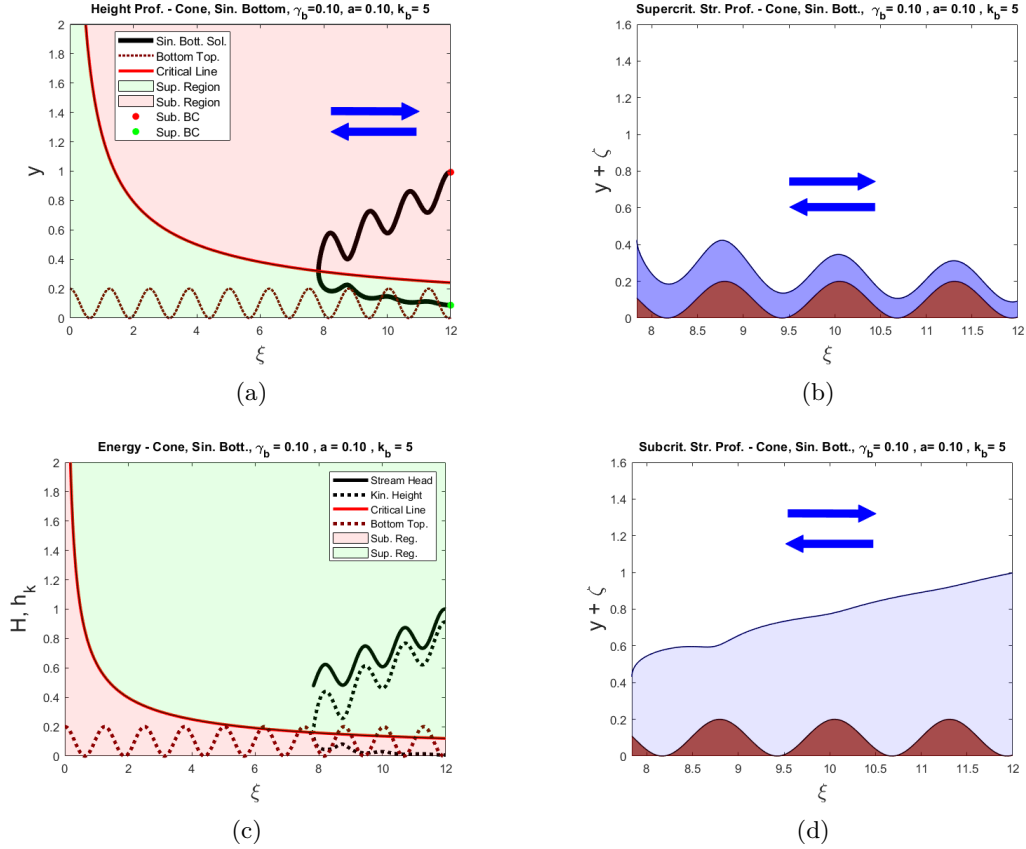 Height Prof. - Cone, Sin. Bottom, γb=0.10, a= 0.10, kb= 5
2
1.8
1.6
1.4
1.2
1
0.8
0.6
0.4
0.2
0
y
Sin. Bott. Sol.
Bottom Top.
Critical Line
Sup. Region
Sub. Region
Sub. BC
Sup. BC
0 2 4 6 8 10 12
ξ
(a)
Supercrit. Str. Prof. - Cone, Sin. Bott., γb= 0.10 , a= 0.10 , kb= 5
1.6
1.4
1.2
1
0.8
0.6
0.4
0.2
0
y + ζ
8 8.5 9 9.5 10 10.5 11 11.5 12
ξ
(b)
Energy - Cone, Sin. Bott., γb = 0.10 , a = 0.10 , kb = 5
2
1.8
1.6
1.4
1.2
1
0.8
0.6
0.4
0.2
0
H, hk
Stream Head
Kin. Height
Critical Line
Bottom Top.
Sub. Reg.
Sup. Reg.
0 2 4 6 8 10 12
ξ
(c)
Subcrit. Str. Prof. - Cone, Sin. Bott., γb= 0.10 , a= 0.10 , kb= 5
1.6
1.4
1.2
1
0.8
0.6
0.4
0.2
0
y + ζ
8 8.5 9 9.5 10 10.5 11 11.5 12
ξ
(d)